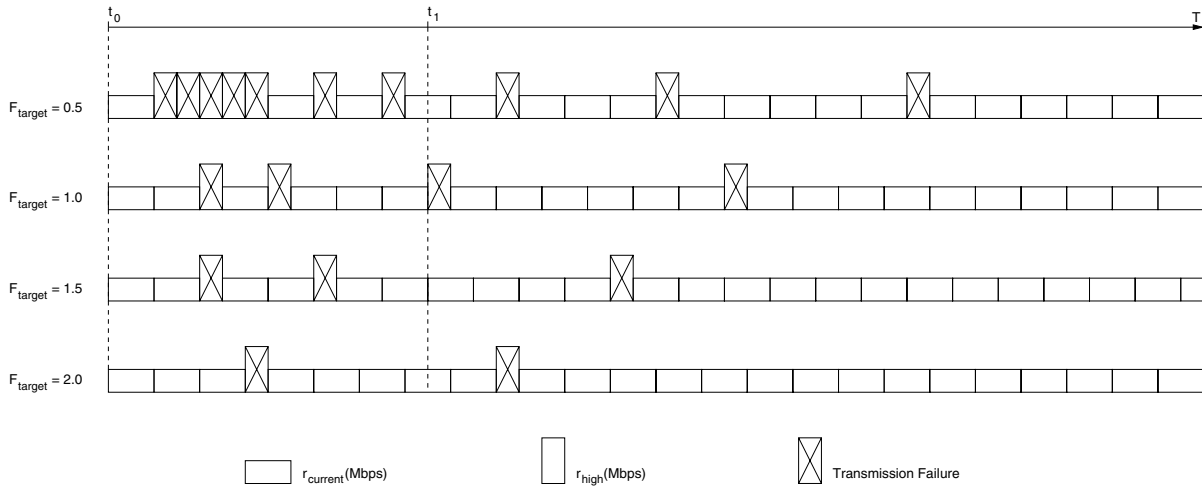 t0 t1 T
Ftarget = 0.5
Ftarget = 1.0
Ftarget = 1.5
Ftarget = 2.0
rcurrent(Mbps) rhigh(Mbps) Transmission Failure